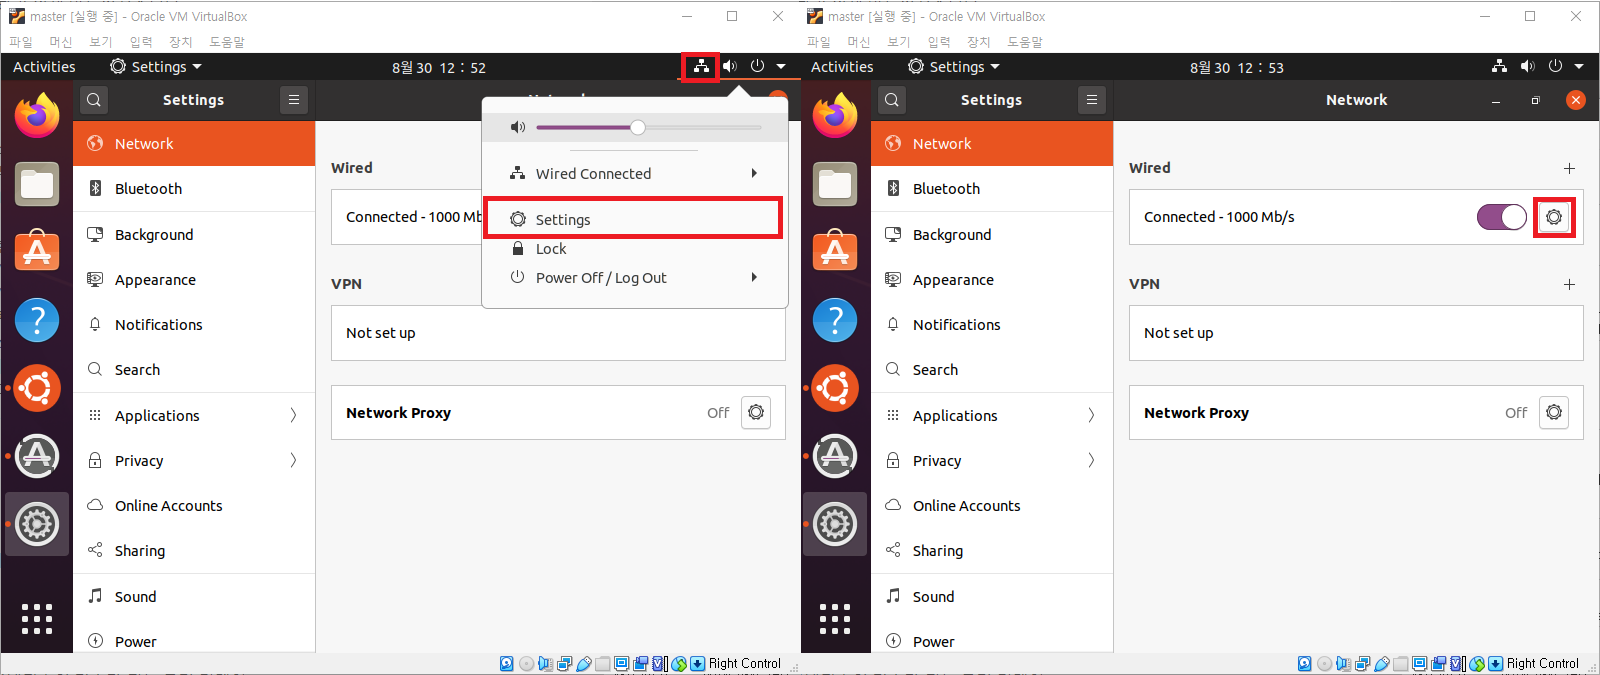 master [실행 중] - Oracle VM VirtualBox
파일 머신 보기 입력 장치 도움말
Activities Settings 8월 30 12 : 52
Settings
Network
Bluetooth
Background
Appearance
Notifications
Search
Applications
Privacy
Online Accounts
Sharing
Sound
Power
Wired
Connected - 1000 Mb
VPN
Not set up
Network Proxy Off
Wired Connected
Settings
Lock
Power Off / Log Out
Right Control
master [실행 중] - Oracle VM VirtualBox
파일 머신 보기 입력 장치 도움말
Activities Settings 8월 30 12 : 53
Settings Network
Network
Bluetooth
Background
Appearance
Notifications
Search
Applications
Privacy
Online Accounts
Sharing
Sound
Power
Wired
Connected - 1000 Mb/s
VPN
Not set up
Network Proxy Off
Right Control